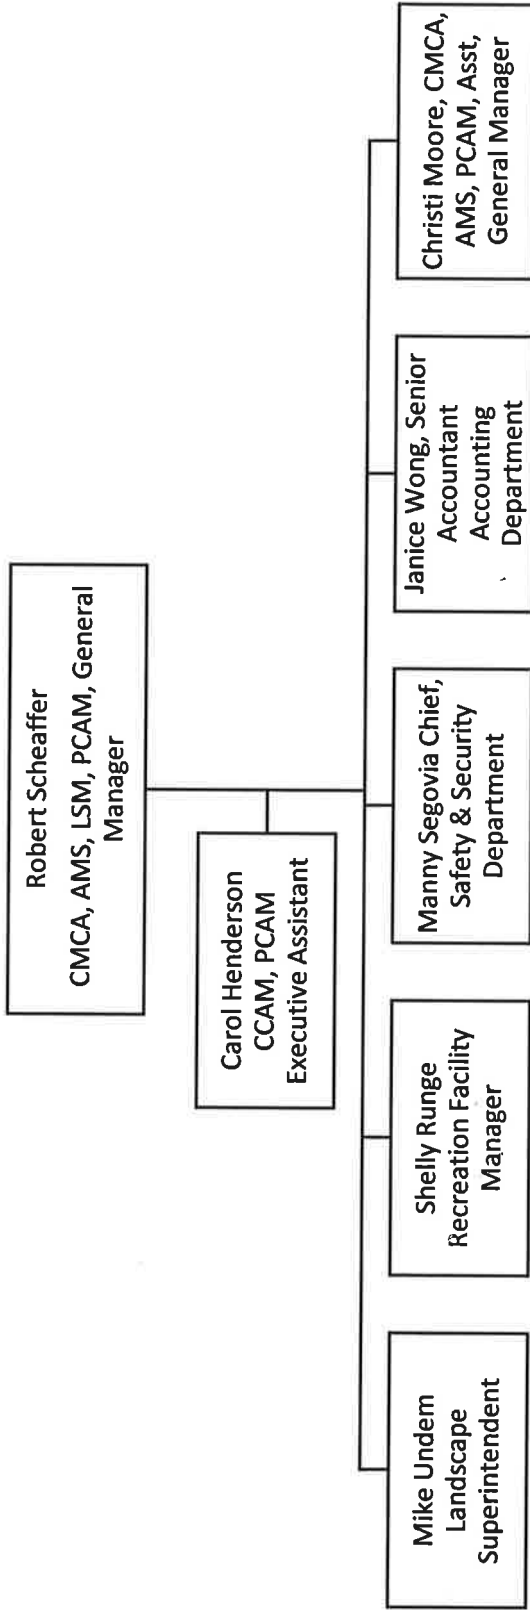 Robert Scheaffer
CMCA, AMS, LSM, PCAM, General
Manager
Carol Henderson
CCAM, PCAM
Executive Assistant
Mike Undem
Landscape
Superintendent
Shelly Runge
Recreation Facility
Manager
Manny Segovia Chief,
Safety & Security
Department
Janice Wong, Senior
Accountant
Accounting
Department
Christi Moore, CMCA,
AMS, PCAM, Asst,
General Manager